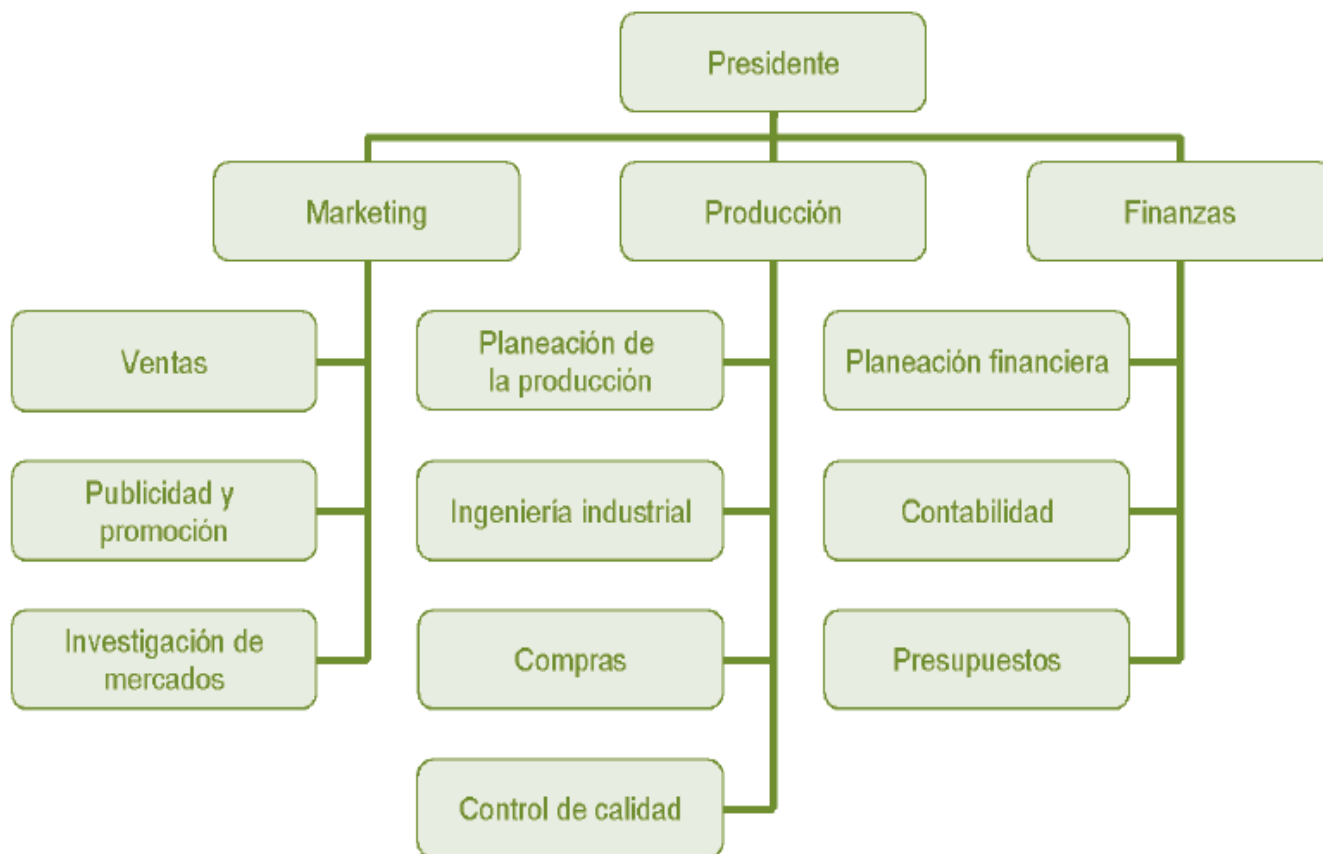 Presidente
Marketing
Producción
Finanzas
Ventas
Planeación de
la producción
Planeación financiera
Publicidad y
promoción
Ingeniería industrial
Contabilidad
Investigación de
mercados
Compras
Presupuestos
Control de calidad